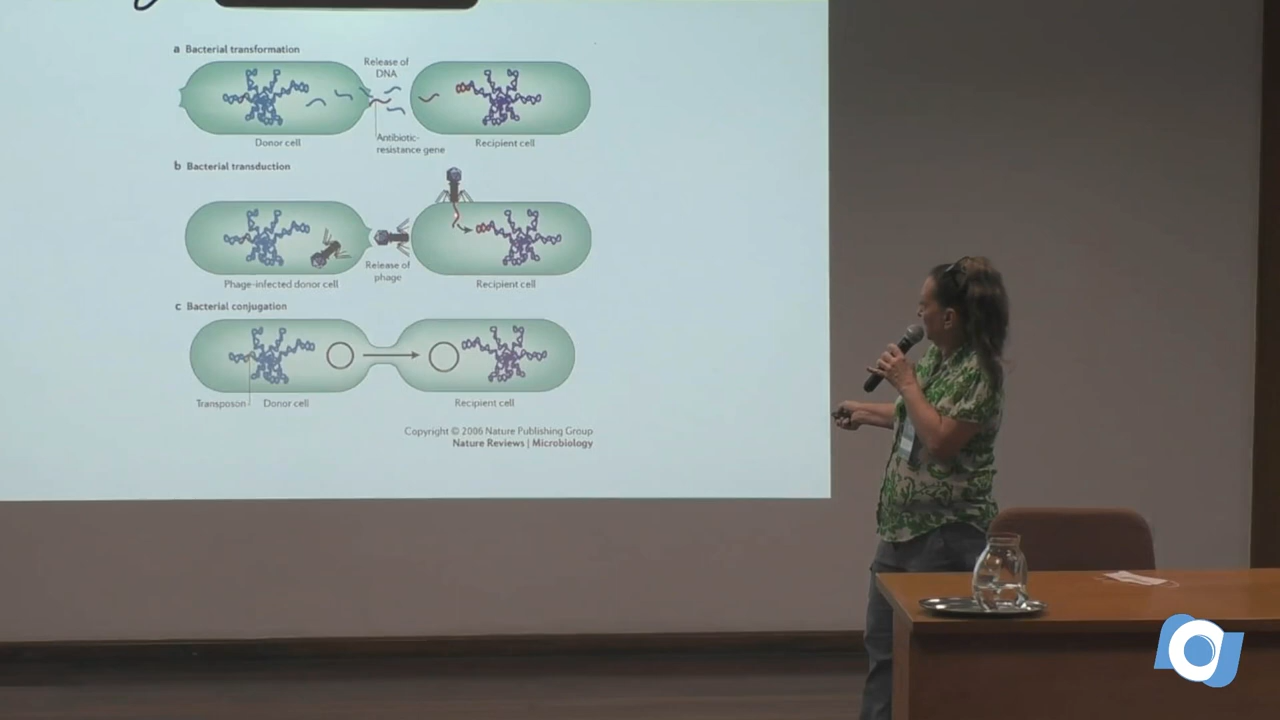 a Bacterial transformation
Release of
DNA
Donor cell
Antibiotic-
resistance gene
Recipient cell
b Bacterial transduction
Phage-infected donor cell
Release of
phage
Recipient cell
c Bacterial conjugation
Transposon
Donor cell
Recipient cell
Copyright © 2006 Nature Publishing Group
Nature Reviews | Microbiology